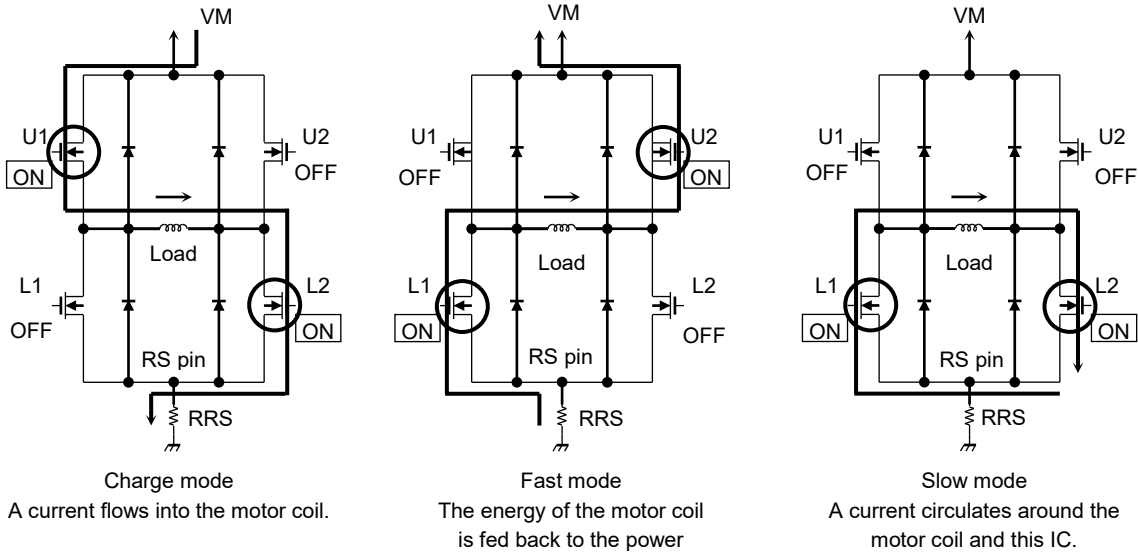 VM
U1
U2
ON
OFF
Load
L1
L2
OFF
ON
RS pin
RRS
Charge mode
A current flows into the motor coil.
VM
U1
U2
OFF
ON
Load
L1
L2
ON
OFF
RS pin
RRS
Fast mode
The energy of the motor coil
is fed back to the power
VM
U1
U2
OFF
OFF
Load
L1
L2
ON
ON
RS pin
RRS
Slow mode
A current circulates around the
motor coil and this IC.